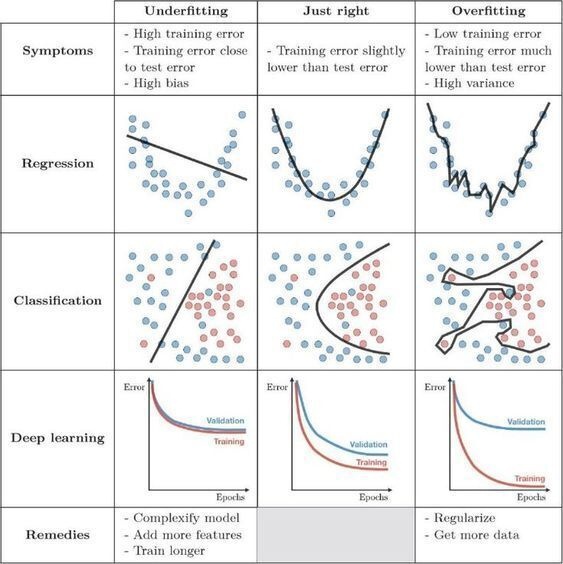 Underfitting
Just right
Overfitting
Symptoms
- High training error
- Training error close
to test error
- High bias
- Training error slightly
lower than test error
- Low training error
- Training error much
lower than test error
- High variance
Regression
Classification
Deep learning
Error
Validation
Training
Epochs
Error
Validation
Training
Epochs
Error
Validation
Training
Epochs
Remedies
- Complexify model
- Add more features
- Train longer
- Regularize
- Get more data